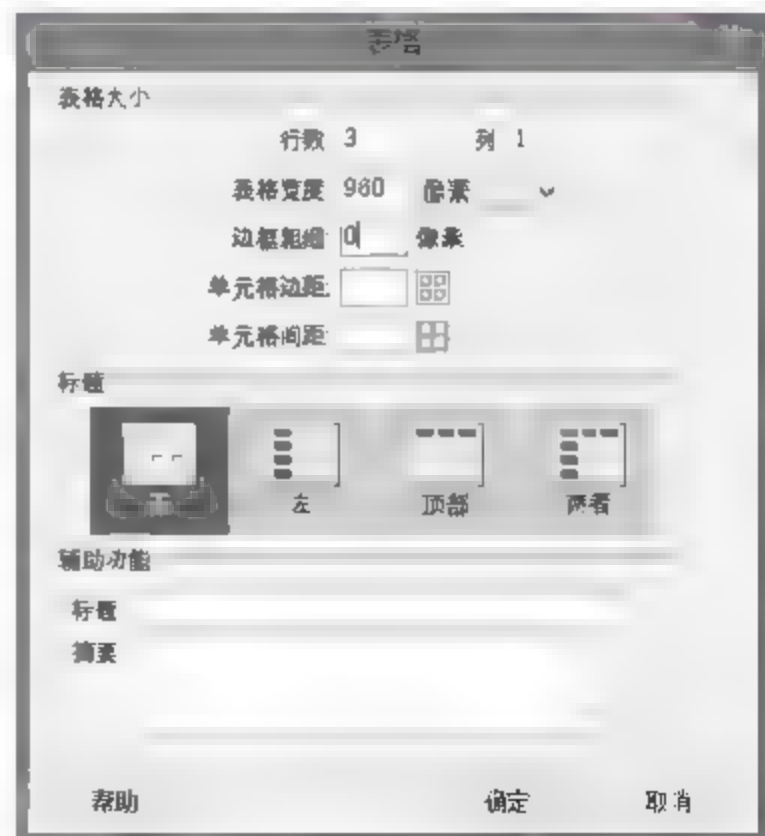 表格
表格大小
行数 3 列 1
表格宽度 960 像素
边框粗细 0 像素
单元格边距
单元格间距
标题
左 顶部 两者
辅助功能
标题
摘要
帮助 确定 取消